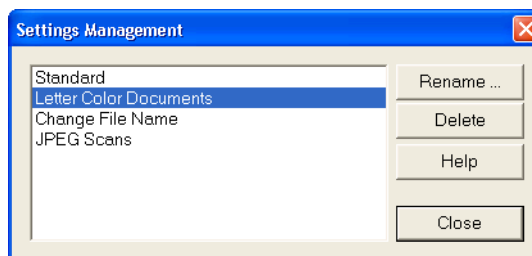 Settings Management
Standard
Letter Color Documents
Change File Name
JPEG Scans
Rename ...
Delete
Help
Close